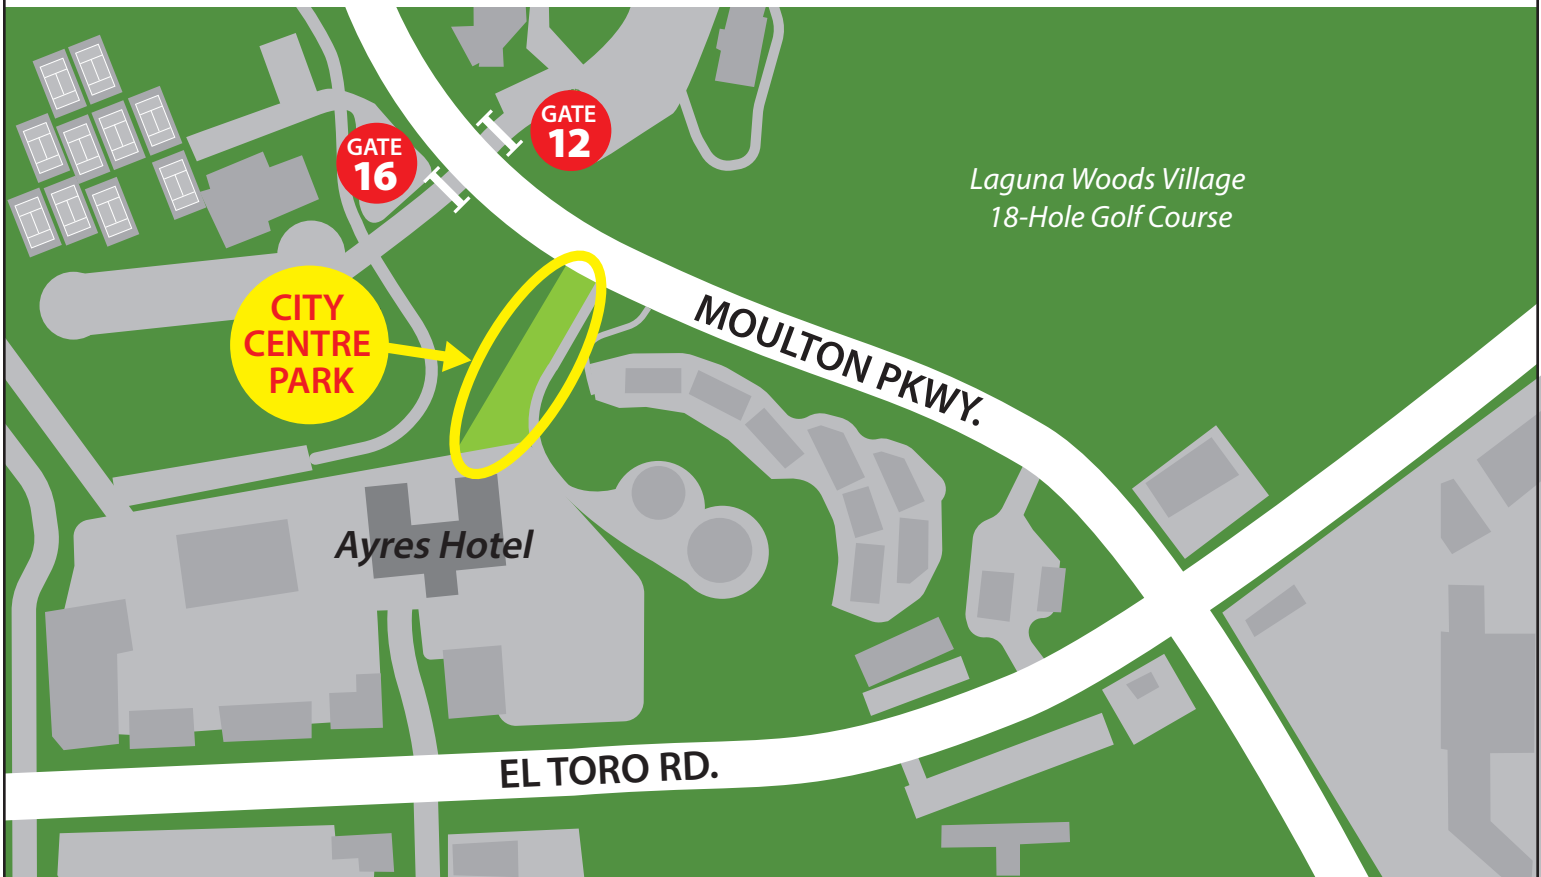 GATE
12
GATE
16
Laguna Woods Village
18-Hole Golf Course
CITY
CENTRE
PARK
MOULTON PKWY.
Ayres Hotel
EL TORO RD.